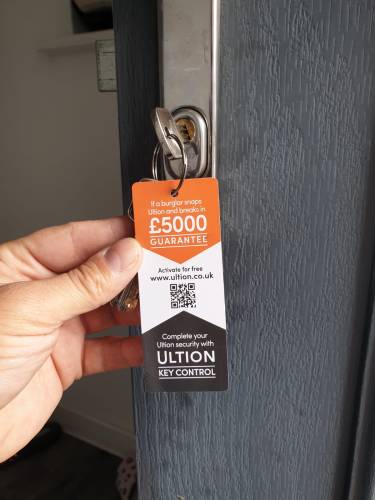 If a burglar snaps
Ultion and breaks in
£5000
GUARANTEE
Activate for free
www.ultion.co.uk
Complete your
Ultion security with
ULTION
KEY CONTROL